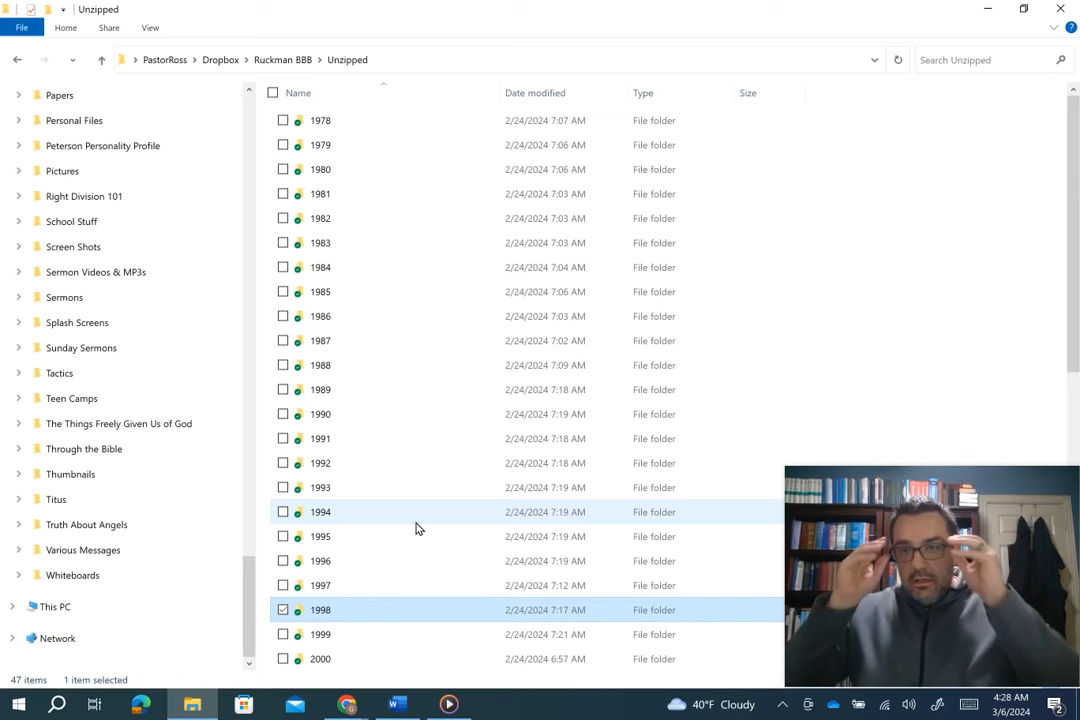 Unzipped
File Home Share View
PastorRoss Dropbox Ruckman BBB Unzipped Search Unzipped
Papers
Personal Files
Peterson Personality Profile
Pictures
Right Division 101
School Stuff
Screen Shots
Sermon Videos & MP3s
Sermons
Splash Screens
Sunday Sermons
Tactics
Teen Camps
The Things Freely Given Us of God
Through the Bible
Thumbnails
Titus
Truth About Angels
Various Messages
Whiteboards
This PC
Network
Name Date modified Type Size
1978 2/24/2024 7:07 AM File folder
1979 2/24/2024 7:06 AM File folder
1980 2/24/2024 7:06 AM File folder
1981 2/24/2024 7:03 AM File folder
1982 2/24/2024 7:03 AM File folder
1983 2/24/2024 7:03 AM File folder
1984 2/24/2024 7:04 AM File folder
1985 2/24/2024 7:06 AM File folder
1986 2/24/2024 7:03 AM File folder
1987 2/24/2024 7:02 AM File folder
1988 2/24/2024 7:09 AM File folder
1989 2/24/2024 7:18 AM File folder
1990 2/24/2024 7:19 AM File folder
1991 2/24/2024 7:18 AM File folder
1992 2/24/2024 7:18 AM File folder
1993 2/24/2024 7:19 AM File folder
1994 2/24/2024 7:19 AM File folder
1995 2/24/2024 7:19 AM File folder
1996 2/24/2024 7:19 AM File folder
1997 2/24/2024 7:12 AM File folder
1998 2/24/2024 7:17 AM File folder
1999 2/24/2024 7:21 AM File folder
2000 2/24/2024 6:57 AM File folder
47 items 1 item selected
40°F Cloudy
4:28 AM
3/6/2024
2